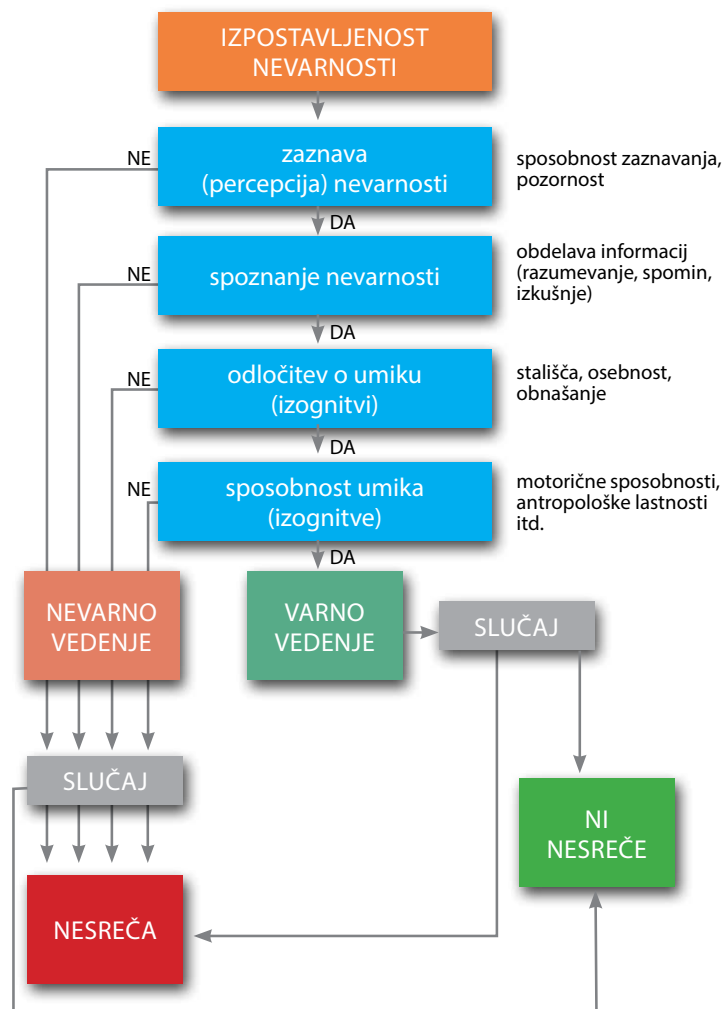 IZPOSTAVLJENOST
NEVARNOSTI
NE
zaznava
(percepcija) nevarnosti
sposobnost zaznavanja,
pozornost
DA
NE
spoznanje nevarnosti
obdelava informacij
(razumevanje, spomin,
izkušnje)
DA
NE
odločitev o umiku
(izognitvi)
stališča, osebnost,
obnašanje
DA
NE
sposobnost umika
(izognitve)
motorične sposobnosti,
antropološke lastnosti
itd.
DA
NEVARNO
VEDENJE
VARNO
VEDENJE
SLUČAJ
SLUČAJ
NI
NESREČE
NESREČA